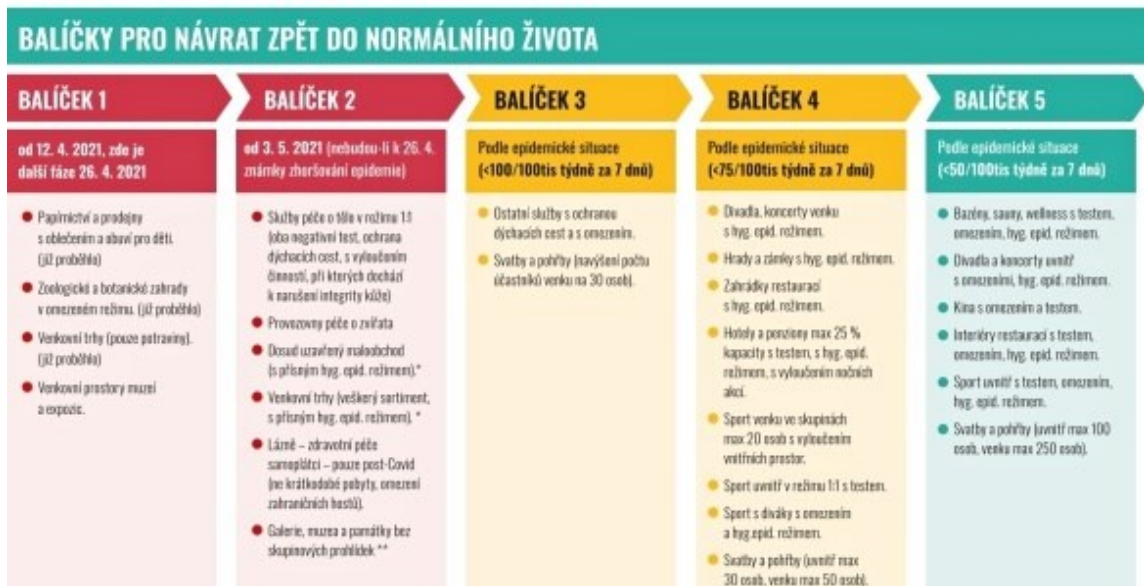 BALÍČKY PRO NÁVRAT ZPĚT DO NORMÁLNÍHO ŽIVOTA
BALÍČEK 1
od 12. 4. 2021, zde je
další fáze 26. 4. 2021
Papírnictví a prodejny
s oblečením a obuví pro děti.
(již proběhlo)
Zoologické a botanické zahrady
v omezeném režimu. (již proběhlo)
Venkovní trhy (pouze potraviny).
(již proběhlo)
Venkovní prostory muzeí
a expozic.
BALÍČEK 2
od 3. 5. 2021 (nebudou-li k 26. 4.
známky zhoršování epidemie)
Služby péče o tělo v režimu 1:1
(oba negativní test, ochrana
dýchacích cest, s vyloučením
činností, při kterých dochází
k narušení integrity kůže)
Provozovny péče o zvířata
Dosud uzavřený maloobchod
(s přísným hyg. epid. režimem).*
Venkovní trhy (veškerý sortiment,
s přísným hyg. epid. režimem). *
Lázně – zdravotní péče
samoplátci – pouze post-Covid
(ne krátkodobé pobyty, omezení
zahraničních hostů).
Galerie, muzea a památky bez
skupinových prohlídek **
BALÍČEK 3
Podle epidemické situace
(<100/100tis týdně za 7 dnů)
Ostatní služby s ochranou
dýchacích cest a s omezením.
Svatby a pohřby (navýšení počtu
účastníků venku na 30 osob).
BALÍČEK 4
Podle epidemické situace
(<75/100tis týdně za 7 dnů)
Divadla, koncerty venku
s hyg. epid. režimem.
Hrady a zámky s hyg. epid. režimem.
Zahrádky restaurací
s hyg. epid. režimem.
Hotely a penziony max 25 %
kapacity s testem, s hyg. epid.
režimem, s vyloučením nočních
akcí.
Sport venku ve skupinách
max 20 osob s vyloučením
vnitřních prostor.
Sport uvnitř v režimu 1:1 s testem.
Sport s diváky s omezením
a hyg.epid. režimem.
Svatby a pohřby (uvnitř max
30 osob, venku max 50 osob).
BALÍČEK 5
Podle epidemické situace
(<50/100tis týdně za 7 dnů)
Bazény, sauny, wellness s testem,
omezením, hyg. epid. režimem.
Divadla a koncerty uvnitř
s omezeními, hyg. epid. režimem.
Kina s omezením a testem.
Interiéry restaurací s testem,
omezením, hyg. epid. režimem.
Sport uvnitř s testem, omezením,
hyg. epid. režimem.
Svatby a pohřby (uvnitř max 100
osob, venku max 250 osob).